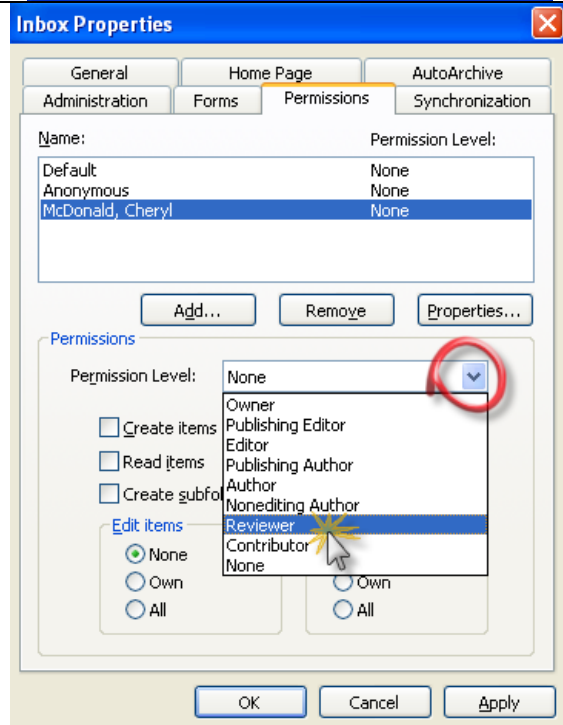 Inbox Properties
General Home Page AutoArchive
Administration Forms Permissions Synchronization
Name: Permission Level:
Default None
Anonymous None
McDonald, Cheryl None
Add... Remove Properties...
Permissions
Permission Level: None
Owner
Create items Publishing Editor
Editor
Read items Publishing Author
Author
Create subfol Nonediting Author
Edit items Reviewer
Contributor
None None
Own Own
All All
OK Cancel Apply